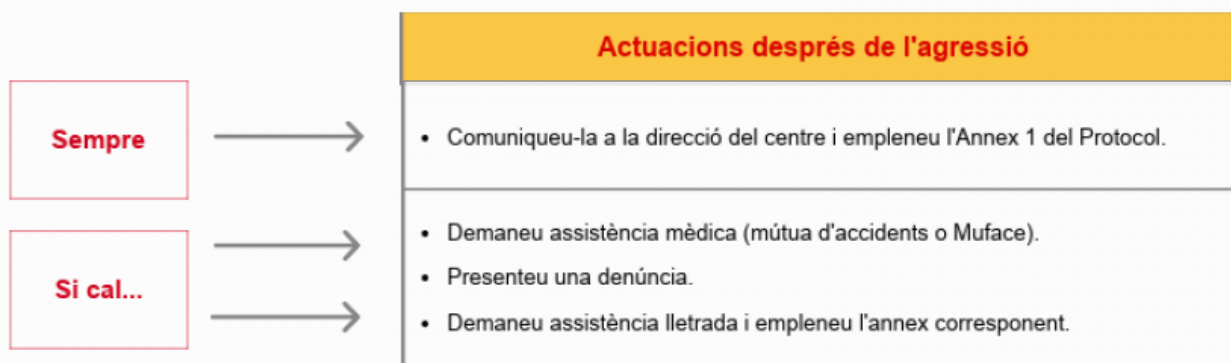 Actuacions després de l'agressió
Sempre
• Comuniqueu-la a la direcció del centre i empleneu l'Annex 1 del Protocol.
Si cal...
• Demaneu assistència mèdica (mútua d'accidents o Muface).
• Presenteu una denúncia.
• Demaneu assistència lletrada i empleneu l'annex corresponent.